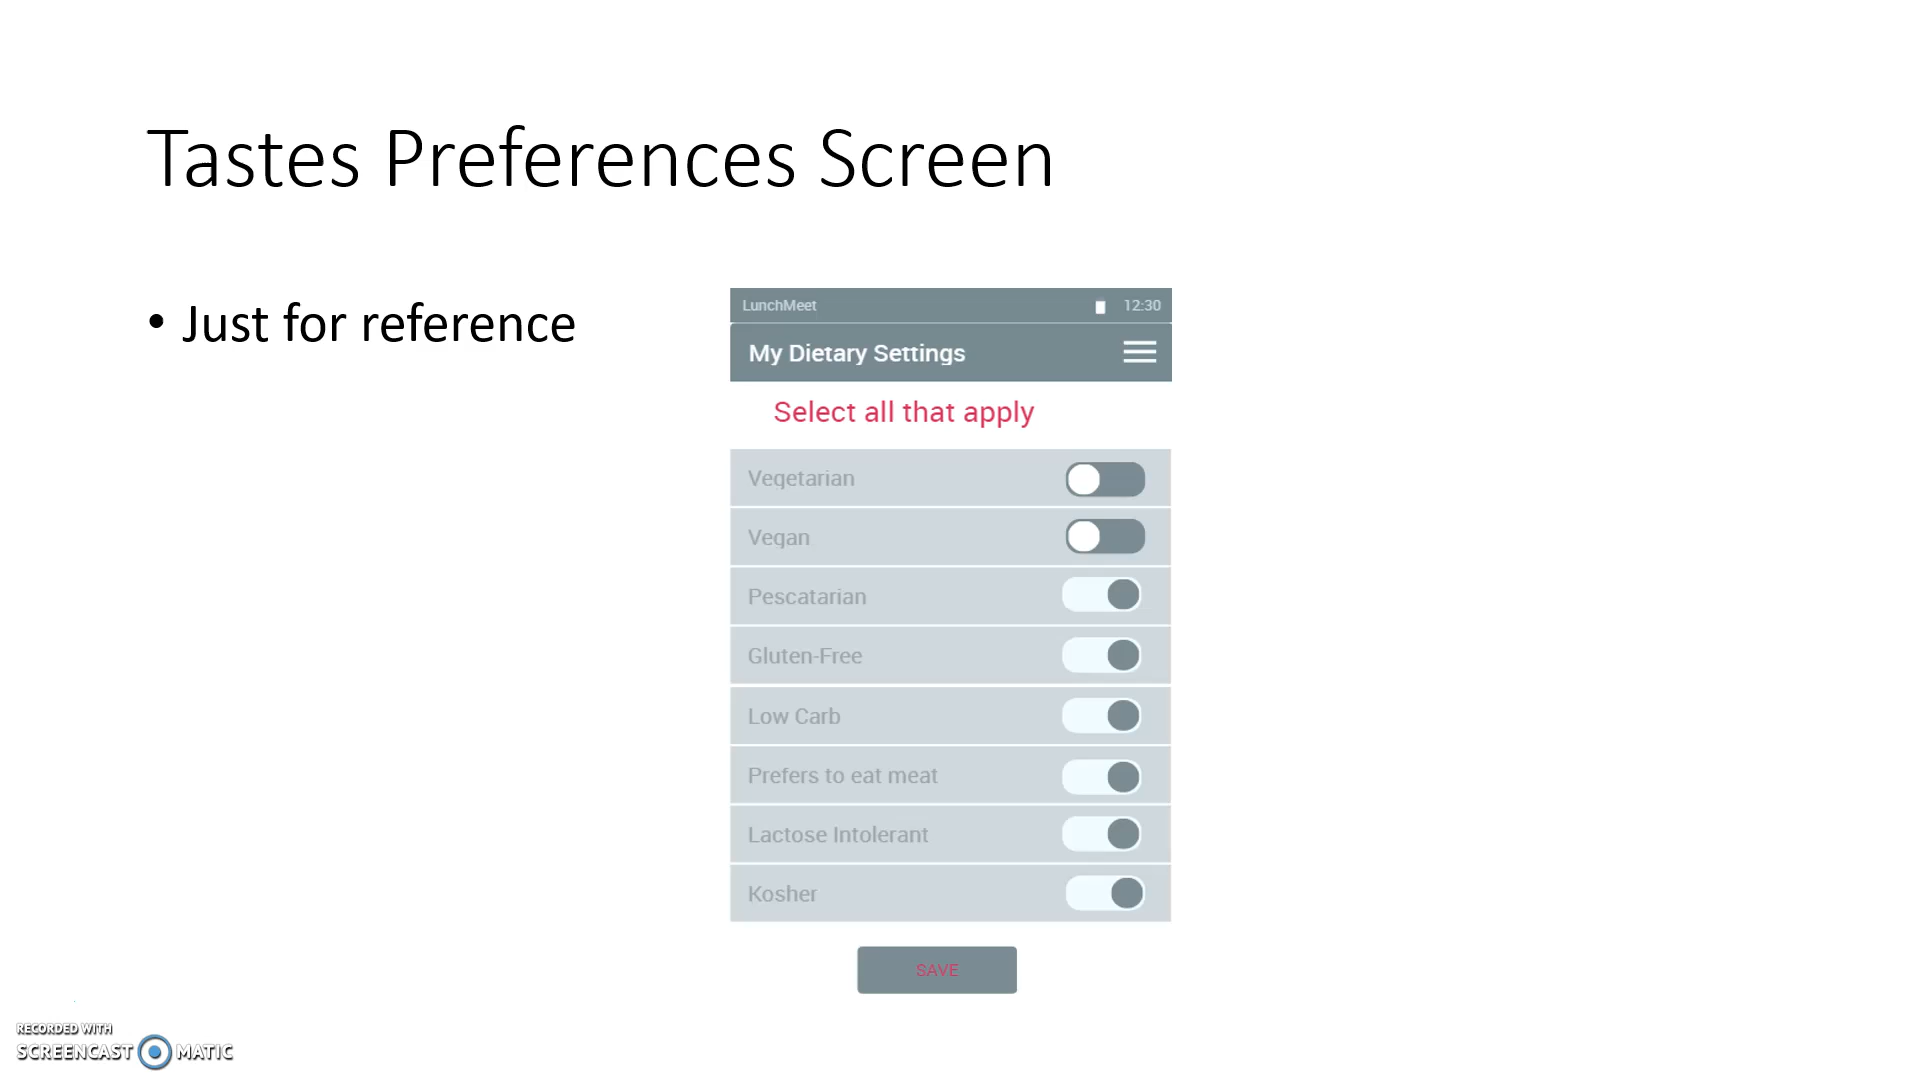 Tastes Preferences Screen
• Just for reference
LunchMeet 12:30
My Dietary Settings
Select all that apply
Vegetarian
Vegan
Pescatarian
Gluten-Free
Low Carb
Prefers to eat meat
Lactose Intolerant
Kosher
SAVE
RECORDED WITH
SCREENCAST MATIC